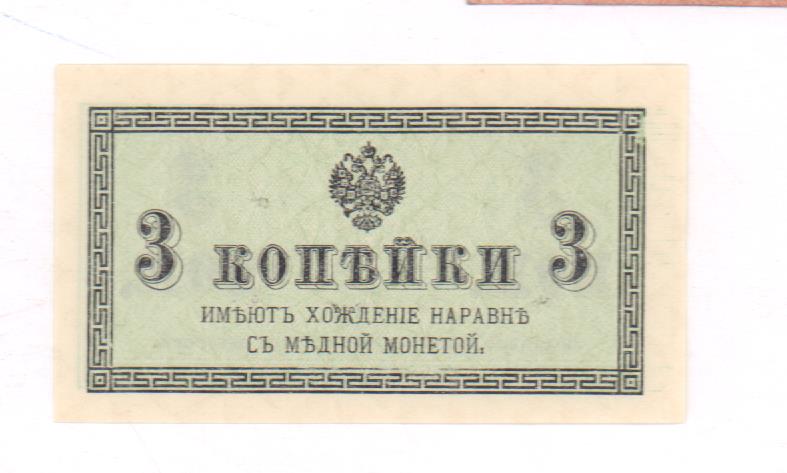 3 КОПѢЙКИ 3
ИМѢЮТЪ ХОЖДЕНІЕ НАРАВНѢ
СЪ МѢДНОЙ МОНЕТОЙ.